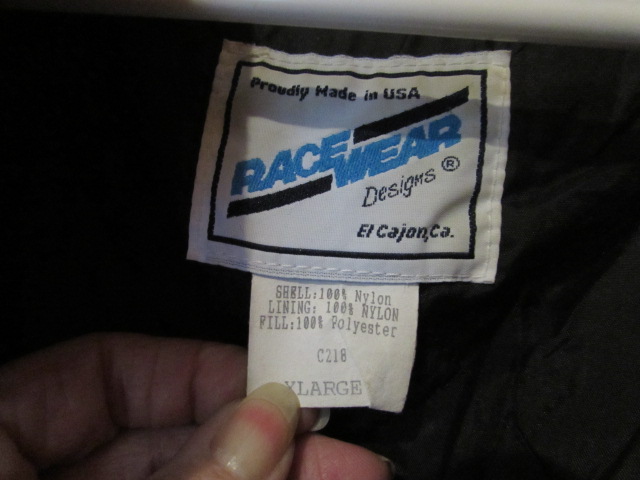 Proudly Made in USA
RACE WEAR
Designs ®
El Cajon, Ca.
SHELL:100% Nylon
LINING: 100% NYLON
FILL:100% Polyester
C218
XLARGE